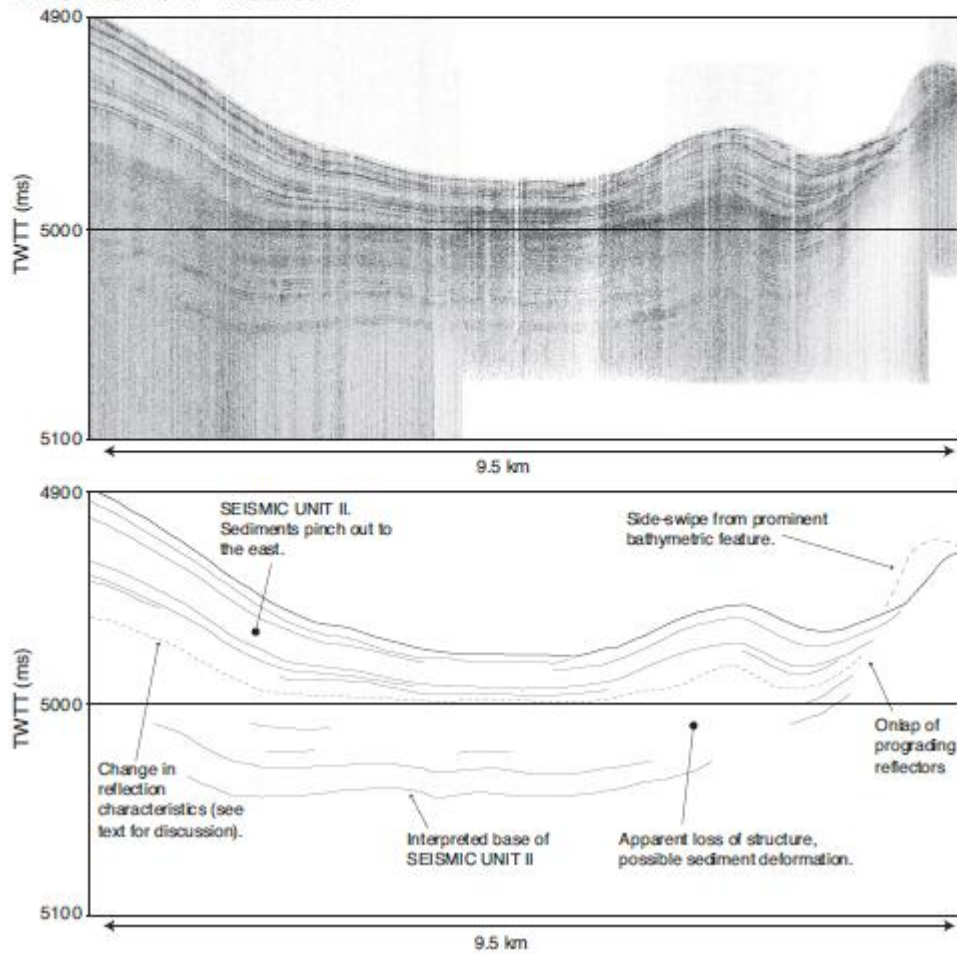 4900
TWTT (ms)
5000
5100
9.5 km
4900
SEISMIC UNIT II.
Sediments pinch out to
the east.
Side-swipe from prominent
bathymetric feature.
TWTT (ms)
5000
Onlap of
prograding
reflectors
Change in
reflection
characteristics (see
text for discussion).
Interpreted base of
SEISMIC UNIT II
Apparent loss of structure,
possible sediment deformation.
5100
9.5 km